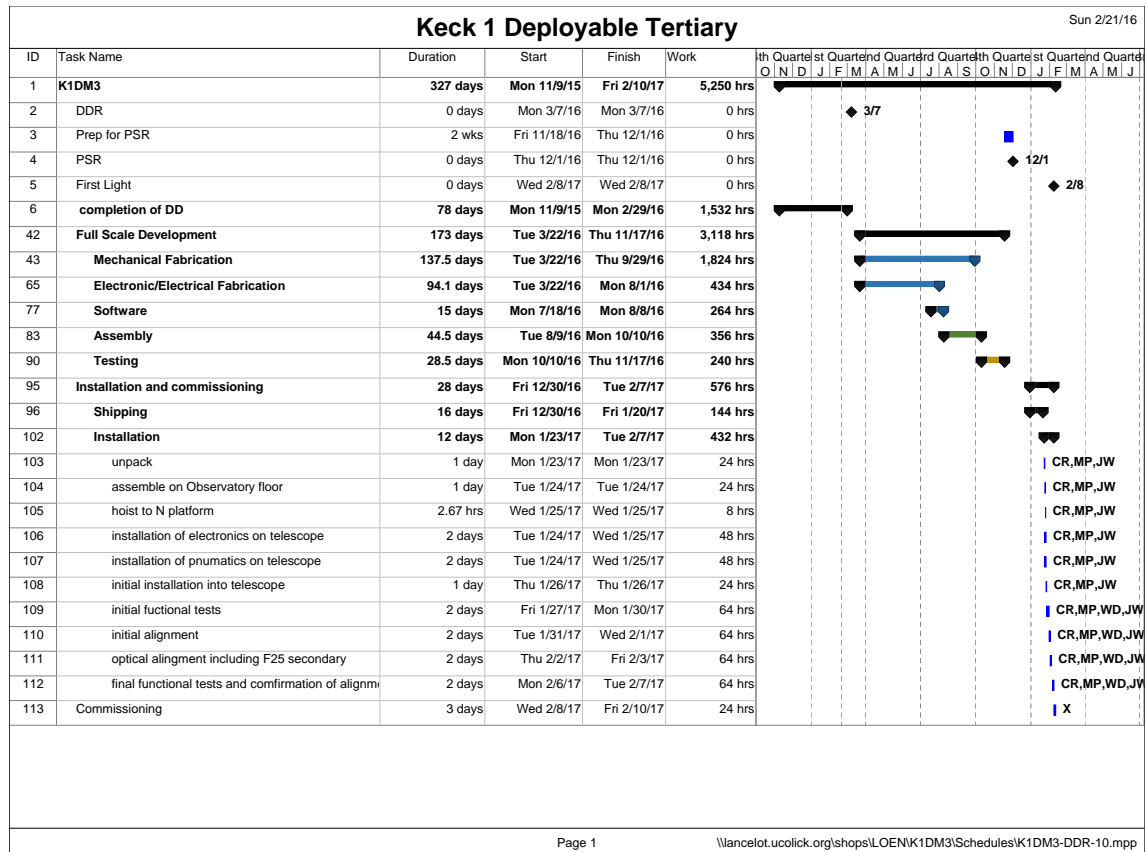 Keck 1 Deployable Tertiary
Sun 2/21/16
ID Task Name Duration Start Finish Work
th Quarte st Quarte nd Quarte rd Quarte th Quarte st Quarte nd Quarte
O N D J F M A M J J A S O N D J F M A M J
1 K1DM3 327 days Mon 11/9/15 Fri 2/10/17 5,250 hrs
2 DDR 0 days Mon 3/7/16 Mon 3/7/16 0 hrs 3/7
3 Prep for PSR 2 wks Fri 11/18/16 Thu 12/1/16 0 hrs
4 PSR 0 days Thu 12/1/16 Thu 12/1/16 0 hrs 12/1
5 First Light 0 days Wed 2/8/17 Wed 2/8/17 0 hrs 2/8
6 completion of DD 78 days Mon 11/9/15 Mon 2/29/16 1,532 hrs
42 Full Scale Development 173 days Tue 3/22/16 Thu 11/17/16 3,118 hrs
43 Mechanical Fabrication 137.5 days Tue 3/22/16 Thu 9/29/16 1,824 hrs
65 Electronic/Electrical Fabrication 94.1 days Tue 3/22/16 Mon 8/1/16 434 hrs
77 Software 15 days Mon 7/18/16 Mon 8/8/16 264 hrs
83 Assembly 44.5 days Tue 8/9/16 Mon 10/10/16 356 hrs
90 Testing 28.5 days Mon 10/10/16 Thu 11/17/16 240 hrs
95 Installation and commissioning 28 days Fri 12/30/16 Tue 2/7/17 576 hrs
96 Shipping 16 days Fri 12/30/16 Fri 1/20/17 144 hrs
102 Installation 12 days Mon 1/23/17 Tue 2/7/17 432 hrs
103 unpack 1 day Mon 1/23/17 Mon 1/23/17 24 hrs CR,MP,JW
104 assemble on Observatory floor 1 day Tue 1/24/17 Tue 1/24/17 24 hrs CR,MP,JW
105 hoist to N platform 2.67 hrs Wed 1/25/17 Wed 1/25/17 8 hrs CR,MP,JW
106 installation of electronics on telescope 2 days Tue 1/24/17 Wed 1/25/17 48 hrs CR,MP,JW
107 installation of pnumatics on telescope 2 days Tue 1/24/17 Wed 1/25/17 48 hrs CR,MP,JW
108 initial installation into telescope 1 day Thu 1/26/17 Thu 1/26/17 24 hrs CR,MP,JW
109 initial fuctional tests 2 days Fri 1/27/17 Mon 1/30/17 64 hrs CR,MP,WD,JW
110 initial alignment 2 days Tue 1/31/17 Wed 2/1/17 64 hrs CR,MP,WD,JW
111 optical alingment including F25 secondary 2 days Thu 2/2/17 Fri 2/3/17 64 hrs CR,MP,WD,JW
112 final functional tests and comfirmation of alignme 2 days Mon 2/6/17 Tue 2/7/17 64 hrs CR,MP,WD,JW
113 Commissioning 3 days Wed 2/8/17 Fri 2/10/17 24 hrs X
Page 1
\\lancelot.ucolick.org\shops\LOEN\K1DM3\Schedules\K1DM3-DDR-10.mpp